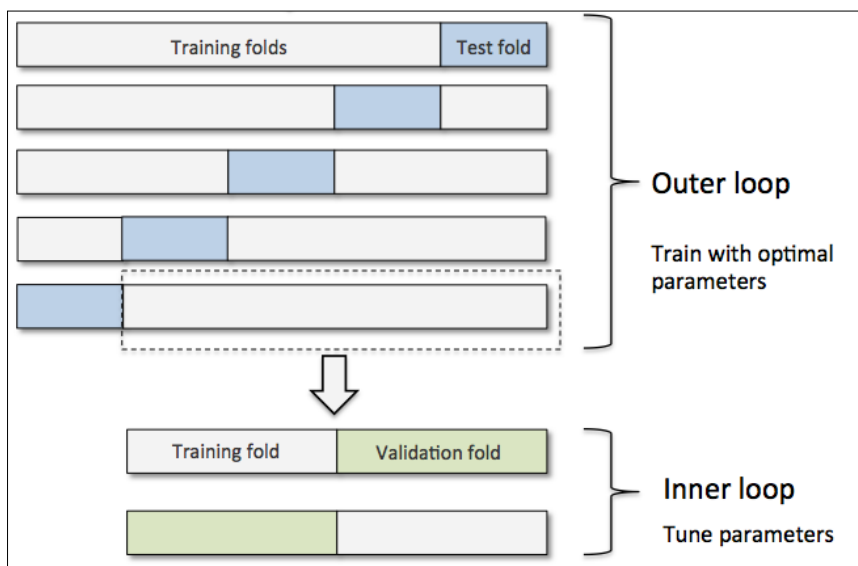 Training folds
Test fold
Outer loop
Train with optimal
parameters
Training fold
Validation fold
Inner loop
Tune parameters